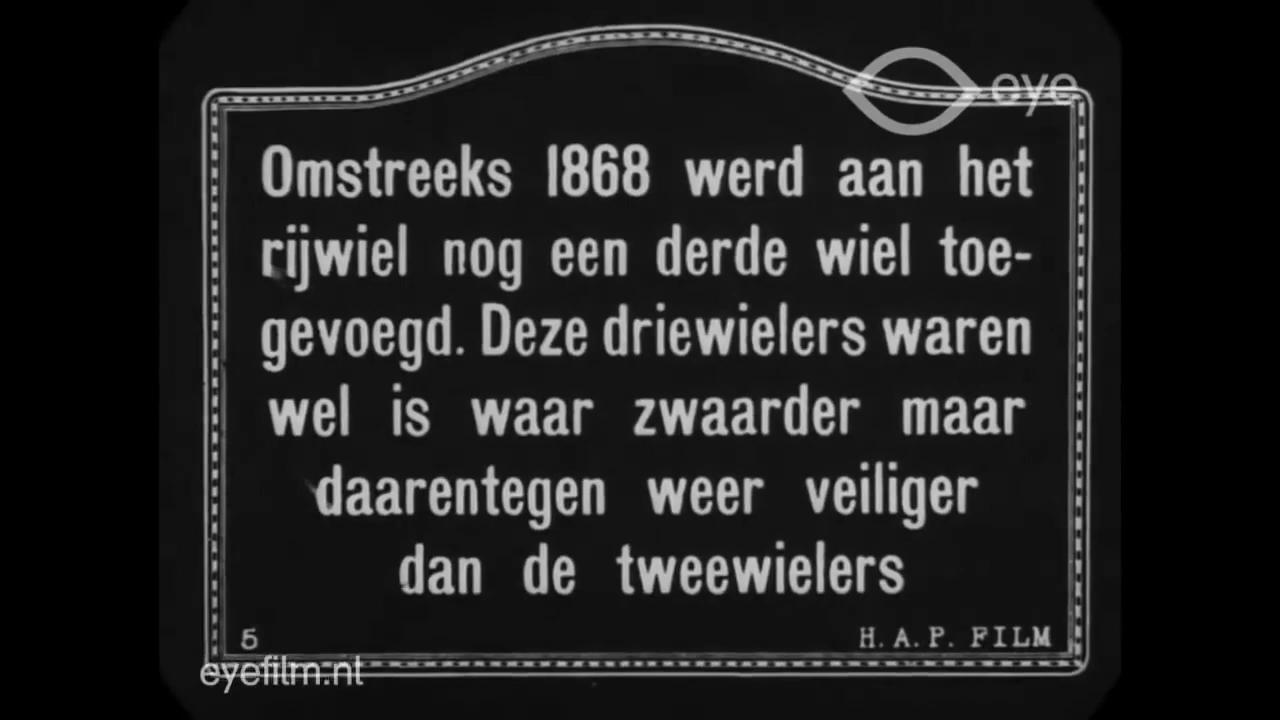 eye
Omstreeks 1868 werd aan het
rijwiel nog een derde wiel toe-
gevoegd. Deze driewielers waren
wel is waar zwaarder maar
daarentegen weer veiliger
dan de tweewielers
5
H. A. P. FILM
eyefilm.nl